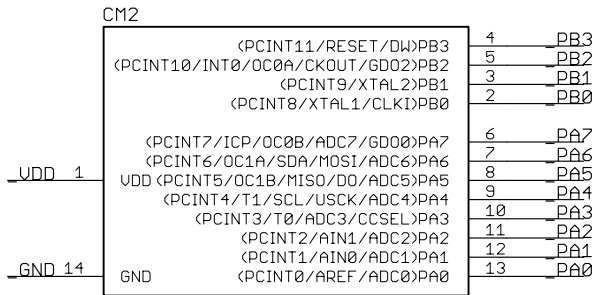 CM2
(PCINT11/RESET/DW)PB3 4 _PB3
(PCINT10/INT0/OC0A/CKOUT/GDO2)PB2 5 _PB2
(PCINT9/XTAL2)PB1 3 _PB1
(PCINT8/XTAL1/CLKI)PB0 2 _PB0
(PCINT7/ICP/OC0B/ADC7/GDO0)PA7 6 _PA7
(PCINT6/OC1A/SDA/MOSI/ADC6)PA6 7 _PA6
_VDD 1 VDD (PCINT5/OC1B/MISO/DO/ADC5)PA5 8 _PA5
(PCINT4/T1/SCL/USCK/ADC4)PA4 9 _PA4
(PCINT3/T0/ADC3/CCSEL)PA3 10 _PA3
(PCINT2/AIN1/ADC2)PA2 11 _PA2
(PCINT1/AIN0/ADC1)PA1 12 _PA1
_GND 14 GND (PCINT0/AREF/ADC0)PA0 13 _PA0